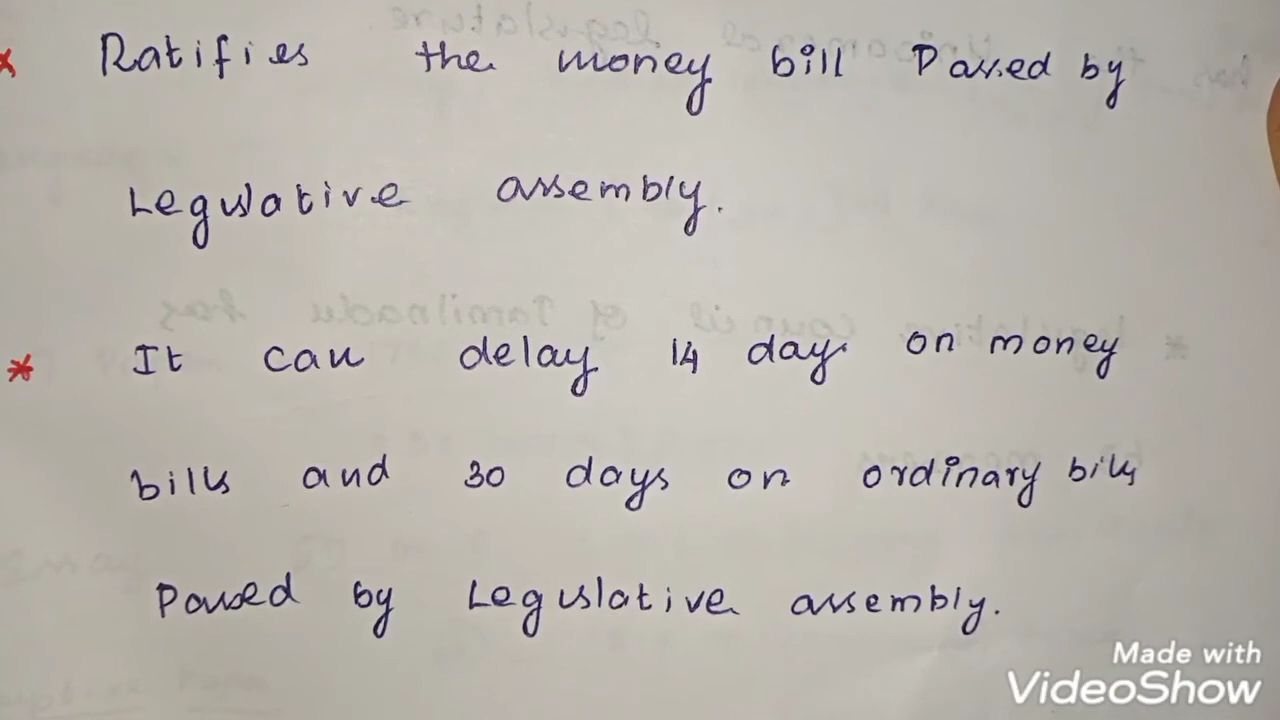 * Ratifies the money bill Passed by
Legislative assembly.
* It can delay 14 days on money
bills and 30 days on ordinary bills
Passed by Legislative assembly.
Made with
VideoShow